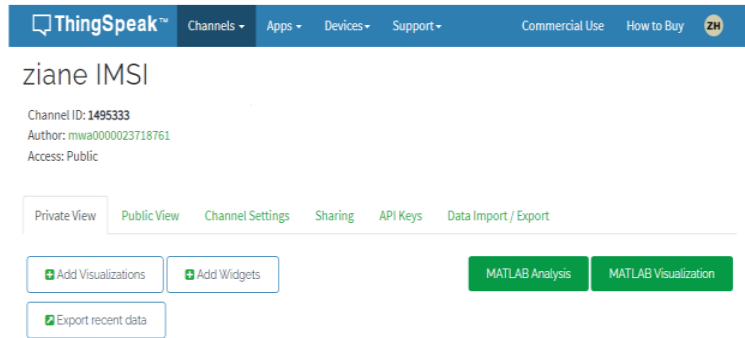 ThingSpeak™ Channels Apps Devices Support Commercial Use How to Buy ZH
ziane IMSI
Channel ID: 1495333
Author: mwa0000023718761
Access: Public
Private View Public View Channel Settings Sharing API Keys Data Import / Export
Add Visualizations Add Widgets MATLAB Analysis MATLAB Visualization
Export recent data